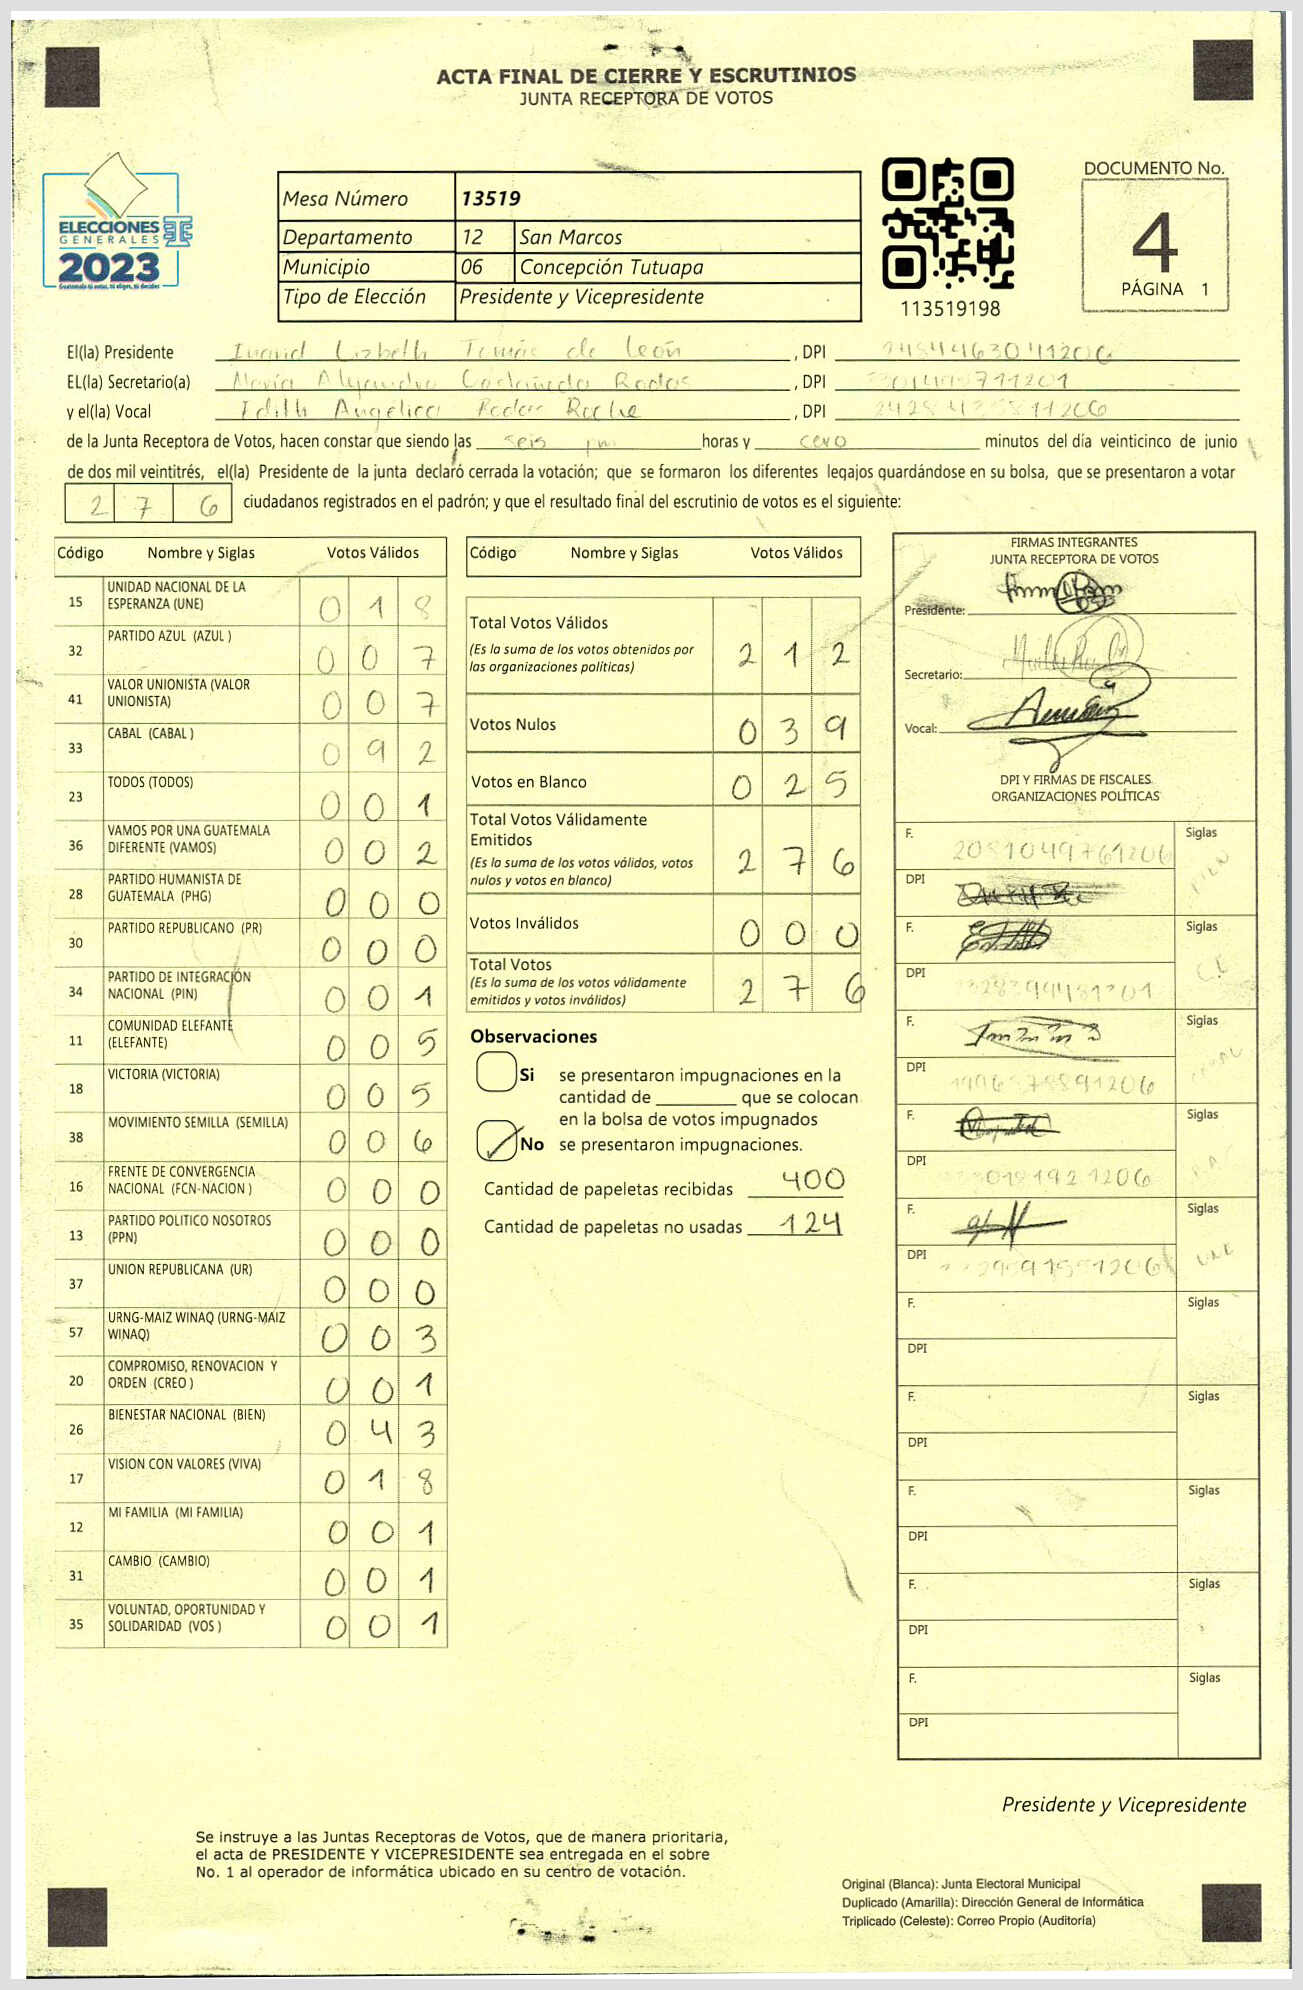 ACTA FINAL DE CIERRE Y ESCRUTINIOS
JUNTA RECEPTORA DE VOTOS
ELECCIONES
GENERALES
2023
Guatemala tú votas, tú eliges, tú decides
Mesa Número 13519
Departamento 12 San Marcos
Municipio 06 Concepción Tutuapa
Tipo de Elección Presidente y Vicepresidente
113519198
DOCUMENTO No.
4
PÁGINA 1
El(la) Presidente Ingrid Lizbeth Tomás de León , DPI
EL(la) Secretario(a) María Alejandra Castañeda Rodas , DPI
y el(la) Vocal Edith Angélica Rodas Roche , DPI
de la Junta Receptora de Votos, hacen constar que siendo las seis pm horas y cero minutos del día veinticinco de junio
de dos mil veintitrés, el(la) Presidente de la junta declaró cerrada la votación; que se formaron los diferentes legajos guardándose en su bolsa, que se presentaron a votar
2 7 6 ciudadanos registrados en el padrón; y que el resultado final del escrutinio de votos es el siguiente:
Código Nombre y Siglas Votos Válidos
15 UNIDAD NACIONAL DE LA ESPERANZA (UNE) 0 1 8
32 PARTIDO AZUL (AZUL ) 0 0 7
41 VALOR UNIONISTA (VALOR UNIONISTA) 0 0 7
33 CABAL (CABAL ) 0 9 2
23 TODOS (TODOS) 0 0 1
36 VAMOS POR UNA GUATEMALA DIFERENTE (VAMOS) 0 0 2
28 PARTIDO HUMANISTA DE GUATEMALA (PHG) 0 0 0
30 PARTIDO REPUBLICANO (PR) 0 0 0
34 PARTIDO DE INTEGRACIÓN NACIONAL (PIN) 0 0 1
11 COMUNIDAD ELEFANTE (ELEFANTE) 0 0 5
18 VICTORIA (VICTORIA) 0 0 5
38 MOVIMIENTO SEMILLA (SEMILLA) 0 0 6
16 FRENTE DE CONVERGENCIA NACIONAL (FCN-NACION ) 0 0 0
13 PARTIDO POLITICO NOSOTROS (PPN) 0 0 0
37 UNION REPUBLICANA (UR) 0 0 0
57 URNG-MAIZ WINAQ (URNG-MAIZ WINAQ) 0 0 3
20 COMPROMISO, RENOVACION Y ORDEN (CREO ) 0 0 1
26 BIENESTAR NACIONAL (BIEN) 0 4 3
17 VISION CON VALORES (VIVA) 0 1 8
12 MI FAMILIA (MI FAMILIA) 0 0 1
31 CAMBIO (CAMBIO) 0 0 1
35 VOLUNTAD, OPORTUNIDAD Y SOLIDARIDAD (VOS ) 0 0 1
Código Nombre y Siglas Votos Válidos
Total Votos Válidos 2 1 2
(Es la suma de los votos obtenidos por
las organizaciones políticas)
Votos Nulos 0 3 9
Votos en Blanco 0 2 5
Total Votos Válidamente
Emitidos 2 7 6
(Es la suma de los votos válidos, votos
nulos y votos en blanco)
Votos Inválidos 0 0 0
Total Votos
(Es la suma de los votos válidamente
emitidos y votos inválidos) 2 7 6
Observaciones
Si se presentaron impugnaciones en la
cantidad de ________ que se colocan
en la bolsa de votos impugnados
No se presentaron impugnaciones.
Cantidad de papeletas recibidas 400
Cantidad de papeletas no usadas 124
FIRMAS INTEGRANTES
JUNTA RECEPTORA DE VOTOS
Presidente:
Secretario:
Vocal:
DPI Y FIRMAS DE FISCALES
ORGANIZACIONES POLÍTICAS
F. 2081049761206 Siglas
DPI
F. Siglas
DPI
F. Siglas
DPI
F. Siglas
DPI
F. Siglas
DPI UNE
F. Siglas
DPI
F. Siglas
DPI
F. Siglas
DPI
F. Siglas
DPI
F. Siglas
DPI
Presidente y Vicepresidente
Se instruye a las Juntas Receptoras de Votos, que de manera prioritaria,
el acta de PRESIDENTE Y VICEPRESIDENTE sea entregada en el sobre
No. 1 al operador de informática ubicado en su centro de votación.
Original (Blanca): Junta Electoral Municipal
Duplicado (Amarilla): Dirección General de Informática
Triplicado (Celeste): Correo Propio (Auditoría)